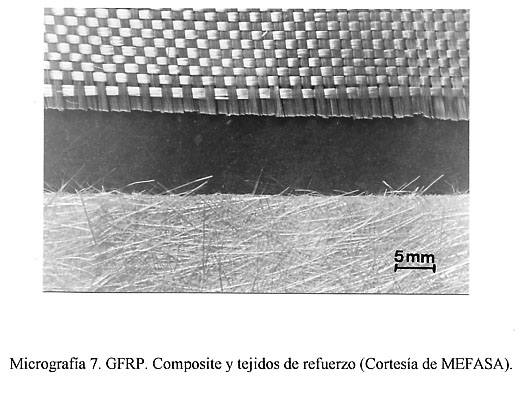 5mm
Micrografía 7. GFRP. Composite y tejidos de refuerzo (Cortesía de MEFASA).